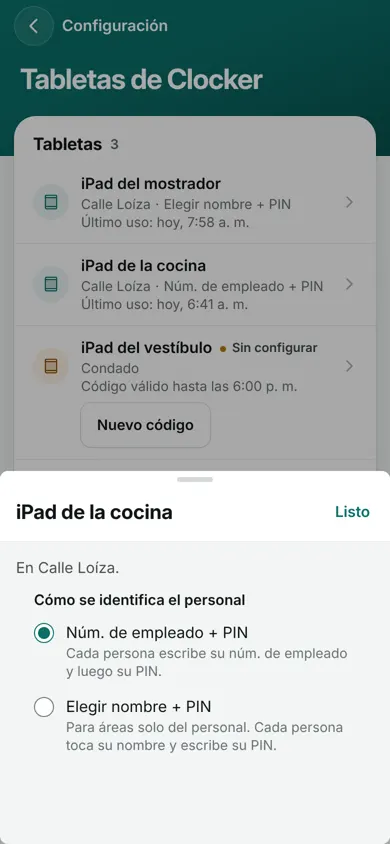 Configuración
Tabletas de Clocker
Tabletas 3
iPad del mostrador
Calle Loíza · Elegir nombre + PIN
Último uso: hoy, 7:58 a. m.
iPad de la cocina
Calle Loíza · Núm. de empleado + PIN
Último uso: hoy, 6:41 a. m.
iPad del vestíbulo • Sin configurar
Condado
Código válido hasta las 6:00 p. m.
Nuevo código
iPad de la cocina
Listo
En Calle Loíza.
Cómo se identifica el personal
Núm. de empleado + PIN
Cada persona escribe su núm. de empleado
y luego su PIN.
Elegir nombre + PIN
Para áreas solo del personal. Cada persona
toca su nombre y escribe su PIN.